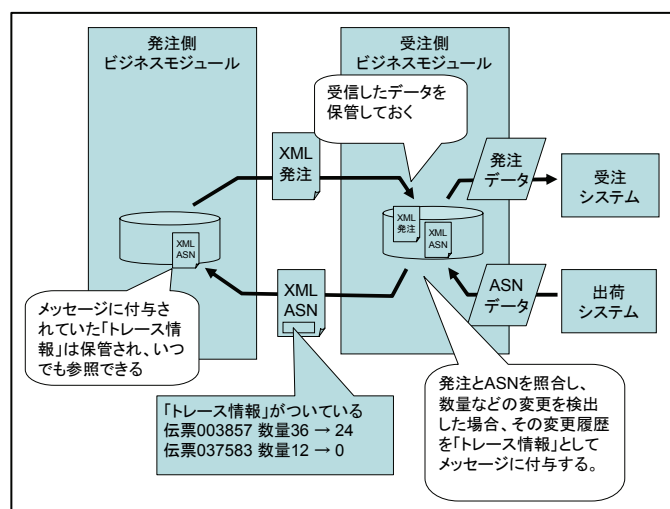 発注側
ビジネスモジュール
受注側
ビジネスモジュール
受信したデータを
保管しておく
XML
発注
発注
データ
受注
システム
XML
発注
XML
ASN
XML
ASN
XML
ASN
ASN
データ
出荷
システム
メッセージに付与さ
れていた「トレース情
報」は保管され、いつ
でも参照できる
「トレース情報」がついている
伝票003857 数量36 → 24
伝票037583 数量12 → 0
発注とASNを照合し、
数量などの変更を検出
した場合、その変更履歴
を「トレース情報」として
メッセージに付与する。